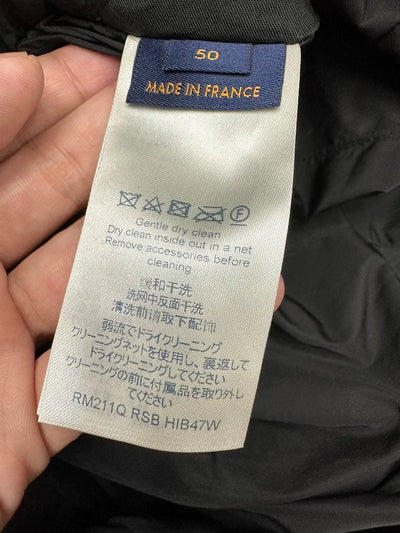 50
MADE IN FRANCE
F
Gentle dry clean
Dry clean inside out in a net
Remove accessories before
cleaning
缓和干洗
洗网中反面干洗
清洗前请取下配饰
弱流でドライクリーニング
クリーニングネットを使用し、裏返して
ドライクリーニングしてください
クリーニングの前に付属品を取り外し
てください
RM211Q RSB HIB47W